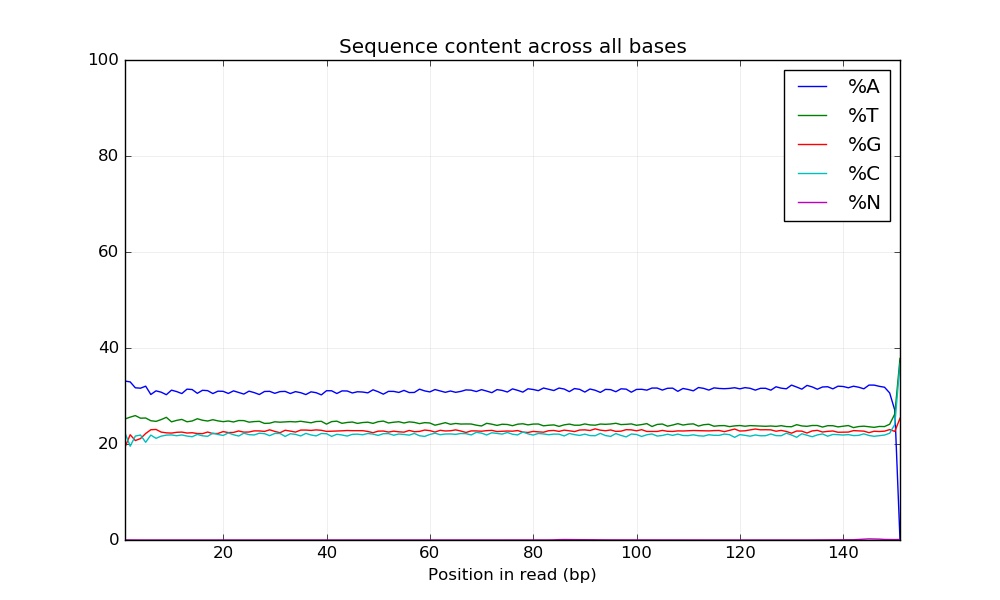 Sequence content across all bases
100
80
60
40
20
0
%A
%T
%G
%C
%N
20 40 60 80 100 120 140
Position in read (bp)